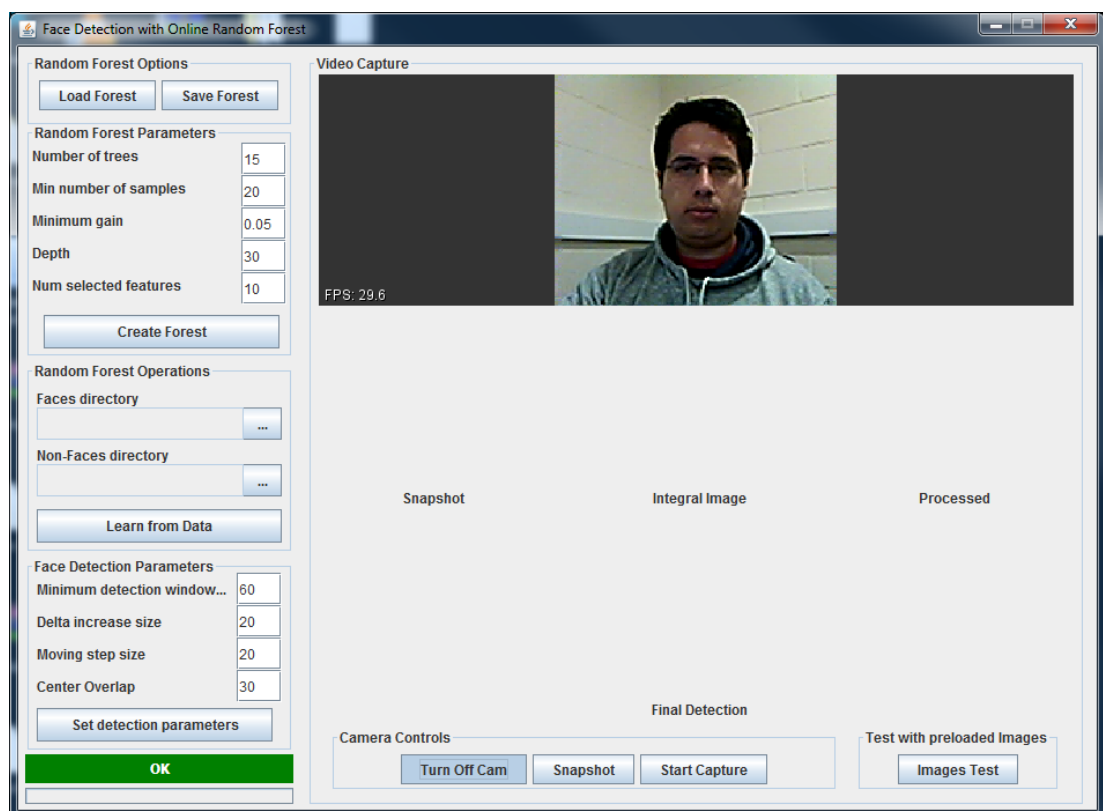 Face Detection with Online Random Forest
Random Forest Options
Load Forest
Save Forest
Random Forest Parameters
Number of trees
15
Min number of samples
20
Minimum gain
0.05
Depth
30
Num selected features
10
Create Forest
Random Forest Operations
Faces directory
...
Non-Faces directory
...
Learn from Data
Face Detection Parameters
Minimum detection window...
60
Delta increase size
20
Moving step size
20
Center Overlap
30
Set detection parameters
OK
Video Capture
FPS: 29.6
Snapshot
Integral Image
Processed
Final Detection
Camera Controls
Turn Off Cam
Snapshot
Start Capture
Test with preloaded Images
Images Test